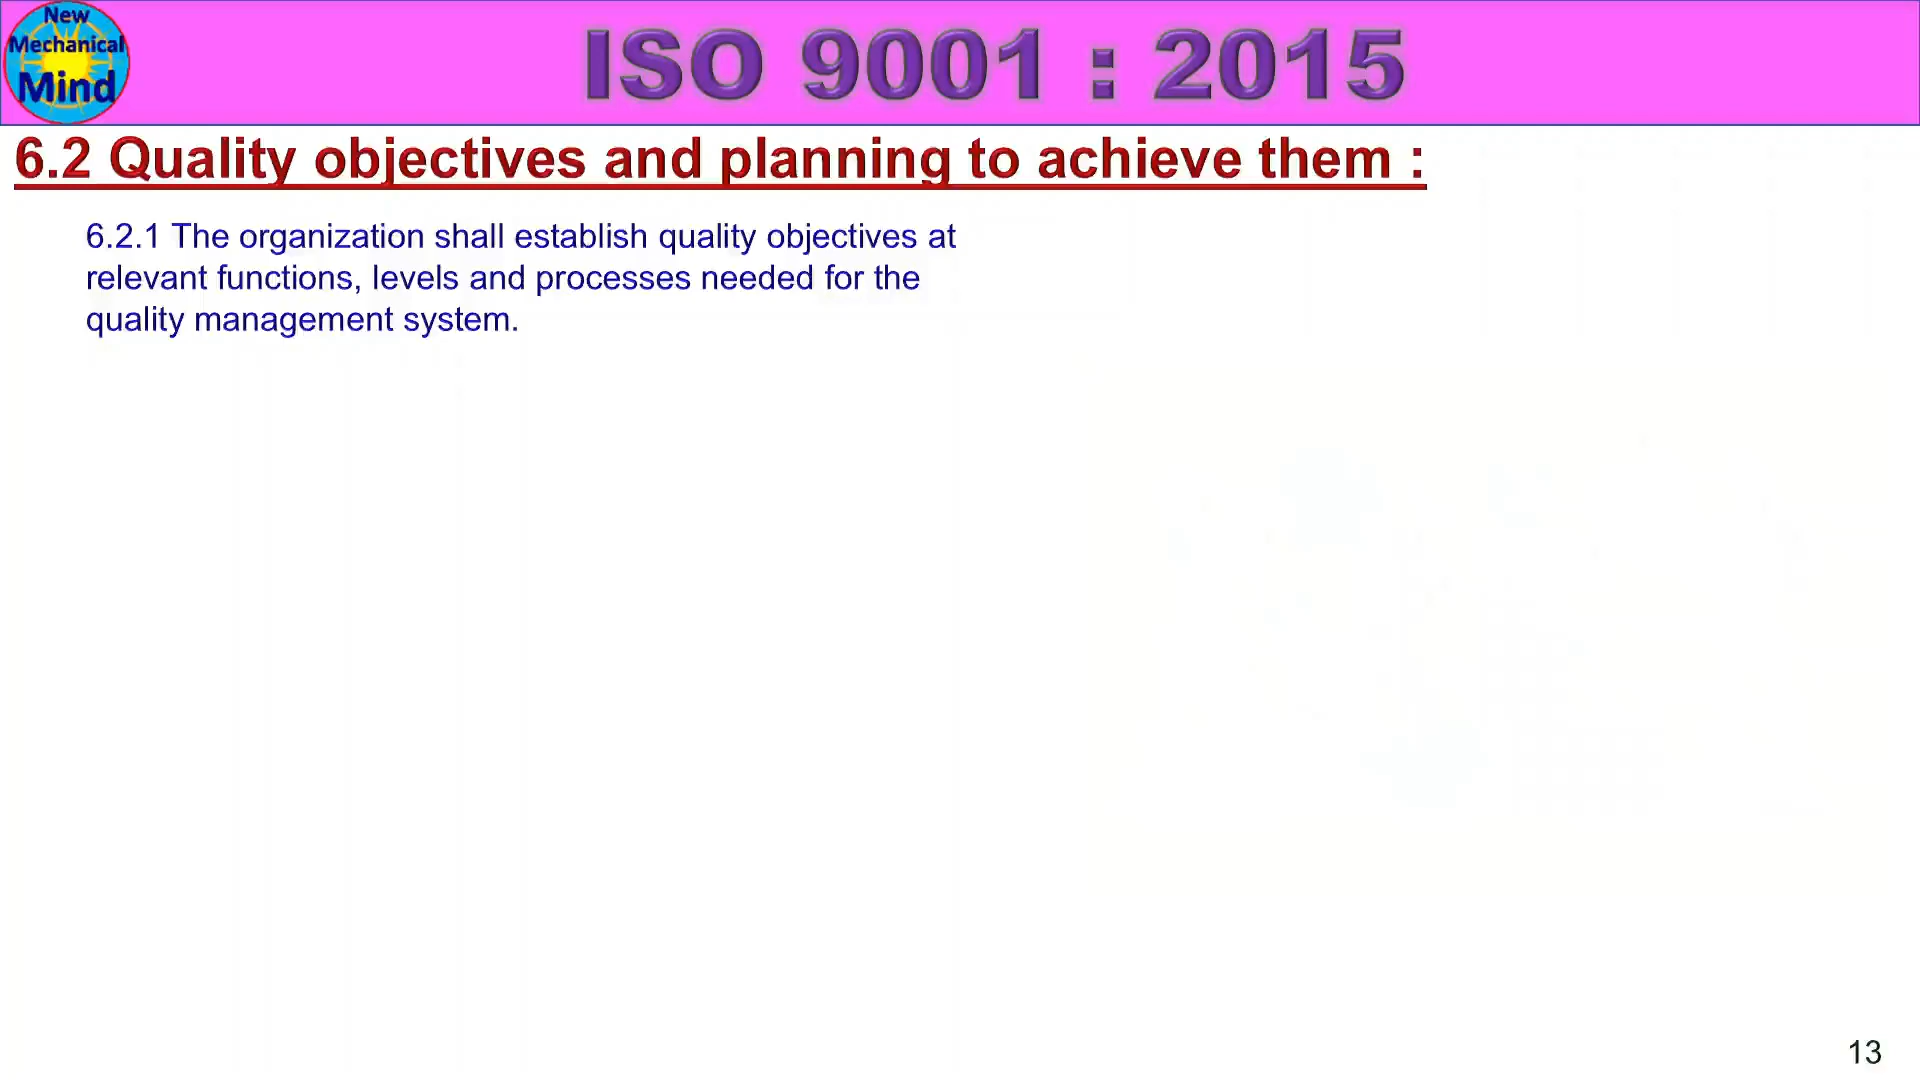 New
Mechanical
Mind
ISO 9001 : 2015
6.2 Quality objectives and planning to achieve them :
6.2.1 The organization shall establish quality objectives at
relevant functions, levels and processes needed for the
quality management system.
13